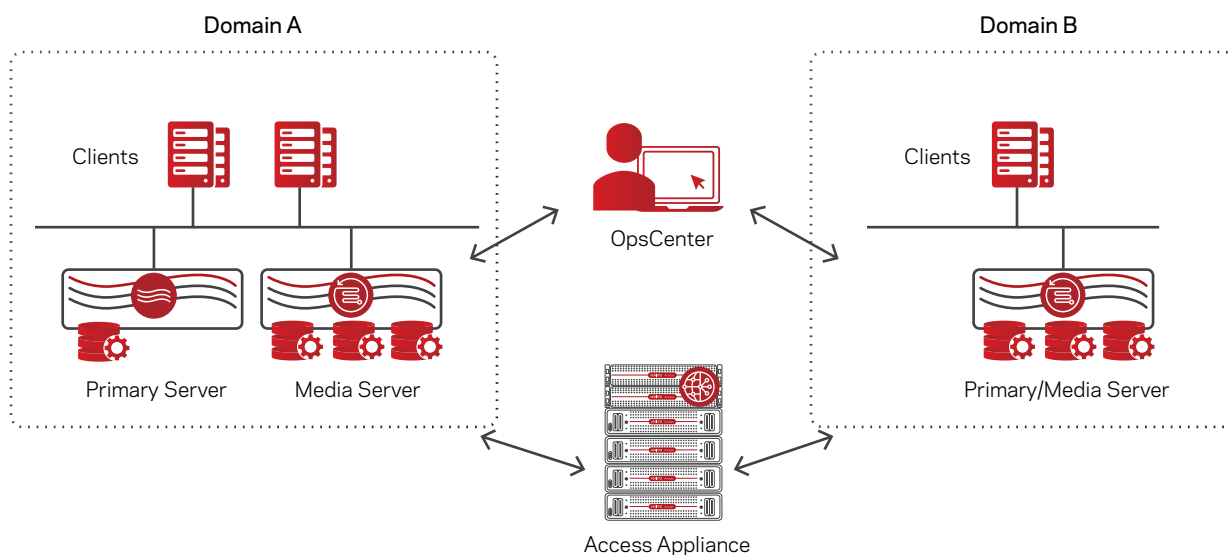 Domain A
Domain B
Clients
Clients
OpsCenter
Primary Server
Media Server
Primary/Media Server
Access Appliance